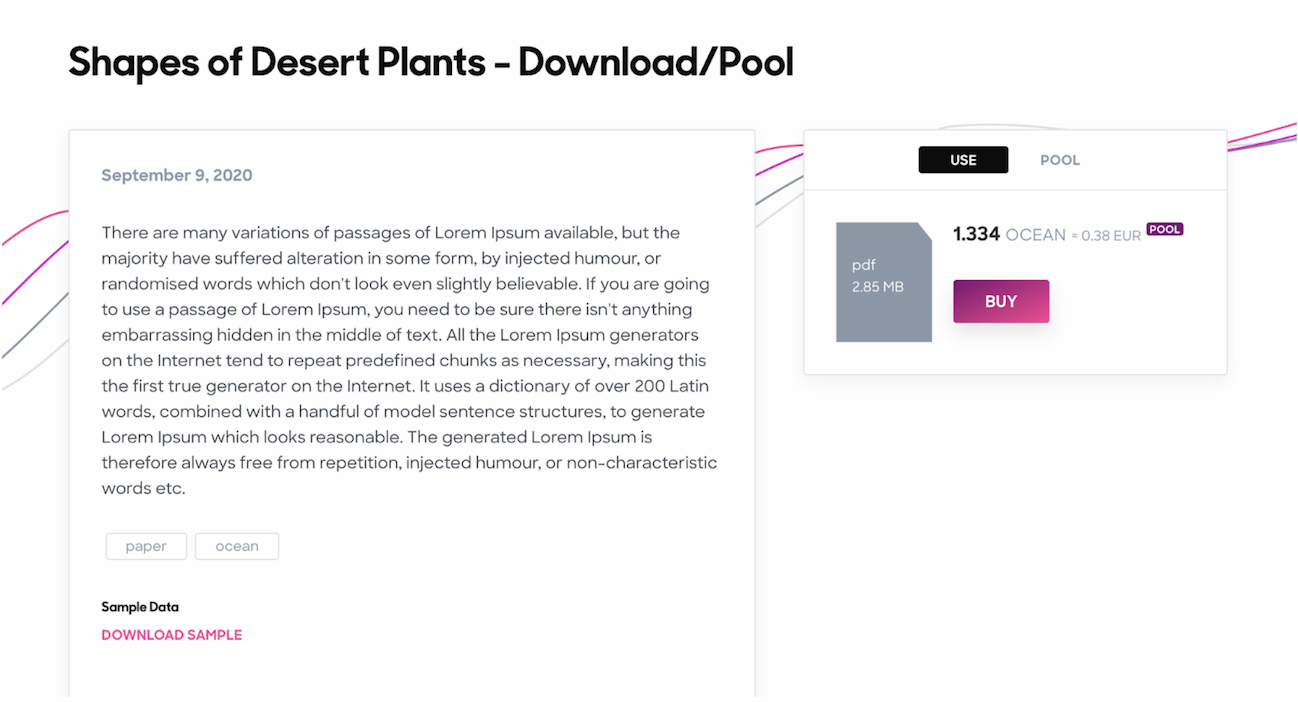 Shapes of Desert Plants – Download/Pool
September 9, 2020
There are many variations of passages of Lorem Ipsum available, but the
majority have suffered alteration in some form, by injected humour, or
randomised words which don't look even slightly believable. If you are going
to use a passage of Lorem Ipsum, you need to be sure there isn't anything
embarrassing hidden in the middle of text. All the Lorem Ipsum generators
on the Internet tend to repeat predefined chunks as necessary, making this
the first true generator on the Internet. It uses a dictionary of over 200 Latin
words, combined with a handful of model sentence structures, to generate
Lorem Ipsum which looks reasonable. The generated Lorem Ipsum is
therefore always free from repetition, injected humour, or non-characteristic
words etc.
paper ocean
Sample Data
DOWNLOAD SAMPLE
USE POOL
pdf
2.85 MB
1.334 OCEAN ≈ 0.38 EUR POOL
BUY